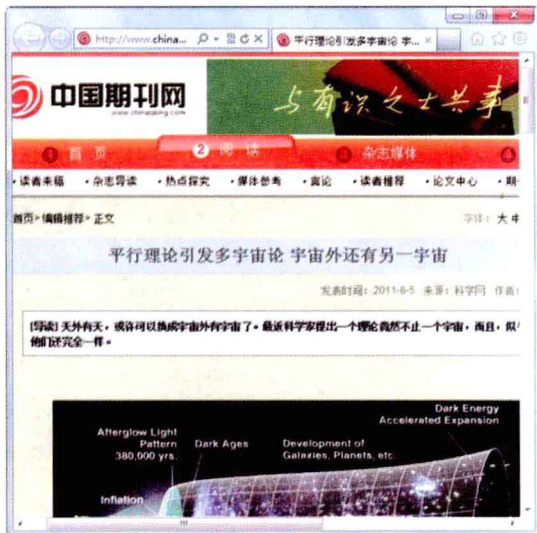 http://www.china...
平行理论引发多宇宙论 宇...
中国期刊网
www.chinaqking.com
与有识之士共事
1 首 页
2 阅 读
3 杂志媒体
4
·读者来稿 ·杂志导读 ·热点探究 ·媒体参考 ·言论 ·读者推荐 ·论文中心 ·期
首页>编辑推荐>正文
字体: 大 中
平行理论引发多宇宙论 宇宙外还有另一宇宙
发表时间: 2011-8-5 来源: 科学网 作者:
[导读] 天外有天，或许可以换成宇宙外有宇宙了。最近科学家提出一个理论竟然不止一个宇宙，而且，似乎
他们还完全一样。
Dark Energy
Accelerated Expansion
Afterglow Light
Pattern
380,000 yrs.
Dark Ages
Development of
Galaxies, Planets, etc.
Inflation